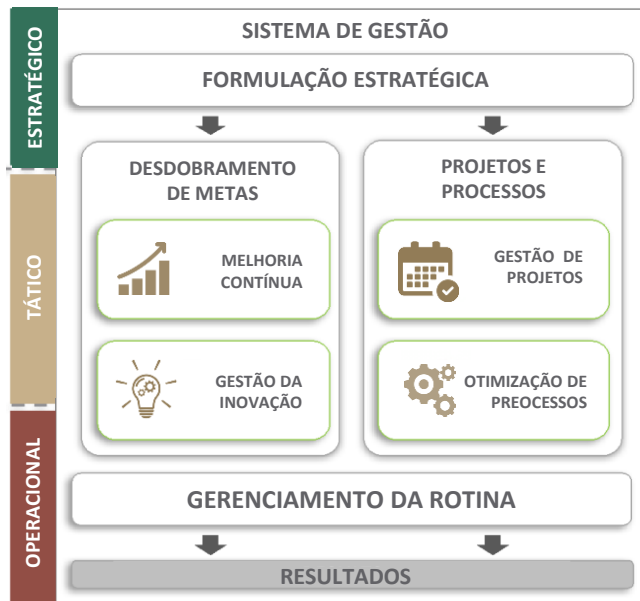 SISTEMA DE GESTÃO
ESTRATÉGICO
FORMULAÇÃO ESTRATÉGICA
DESDOBRAMENTO
DE METAS
PROJETOS E
PROCESSOS
TÁTICO
MELHORIA
CONTÍNUA
GESTÃO DE
PROJETOS
GESTÃO DA
INOVAÇÃO
OTIMIZAÇÃO DE
PREOCESSOS
OPERACIONAL
GERENCIAMENTO DA ROTINA
RESULTADOS